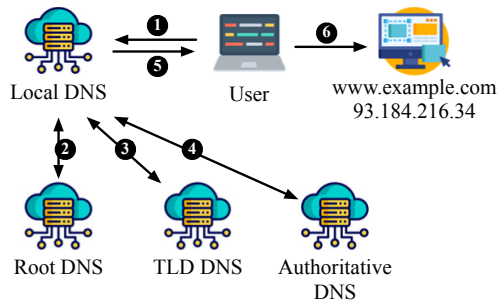 1
5
6
Local DNS
User
www.example.com
93.184.216.34
2
3
4
Root DNS
TLD DNS
Authoritative
DNS